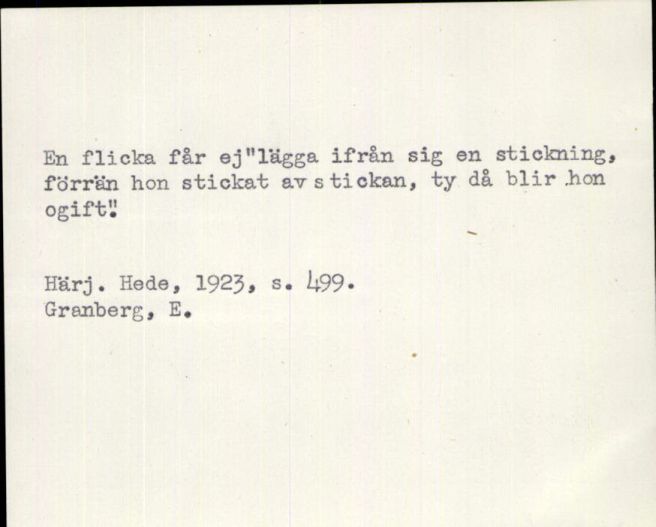 En flicka får ej"lägga ifrån sig en stickning,
förrän hon stickat av stickan, ty då blir hon
ogift".
Härj. Hede, 1923, s. 499.
Granberg, E.